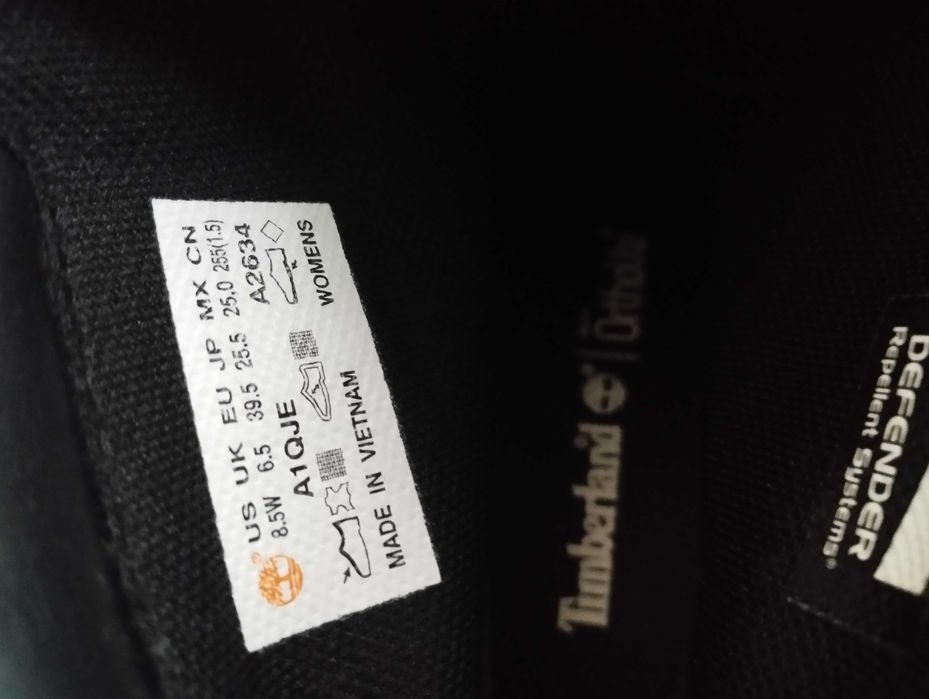 US UK EU JP MX CN
8.5W 6.5 39.5 25.5 25.0 255(1.5)
A1QJE A2634
WOMENS
MADE IN VIETNAM
Timberland
Ortholite
DEFENDER
Repellent Systems®